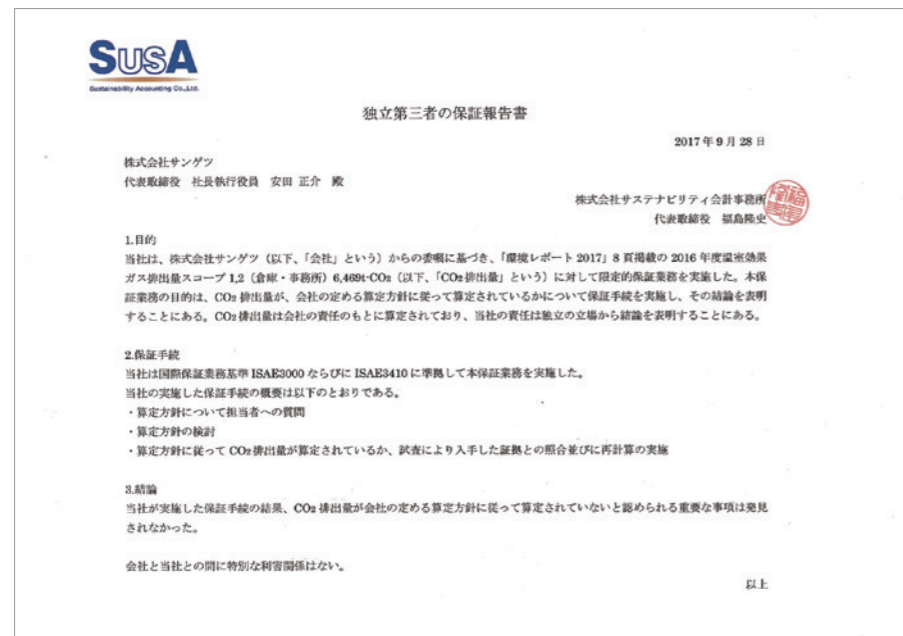 SUSA
Sustainability Accounting Co.,Ltd.
独立第三者の保証報告書
2017年9月28日
株式会社サンゲツ
代表取締役 社長執行役員 安田 正介 殿
株式会社サステナビリティ会計事務所
代表取締役 福島隆史
1.目的
当社は、株式会社サンゲツ（以下、「会社」という）からの委嘱に基づき、「環境レポート 2017」8 頁掲載の 2016 年度温室効果
ガス排出量スコープ 1,2（倉庫・事務所）6,469t-CO₂（以下、「CO₂排出量」という）に対して限定的保証業務を実施した。本保
証業務の目的は、CO₂排出量が、会社の定める算定方針に従って算定されているかについて保証手続を実施し、その結論を表明
することにある。CO₂排出量は会社の責任のもとに算定されており、当社の責任は独立の立場から結論を表明することにある。
2.保証手続
当社は国際保証業務基準 ISAE3000 ならびに ISAE3410 に準拠して本保証業務を実施した。
当社の実施した保証手続の概要は以下のとおりである。
・算定方針について担当者への質問
・算定方針の検討
・算定方針に従って CO₂排出量が算定されているか、試査により入手した証拠との照合並びに再計算の実施
3.結論
当社が実施した保証手続の結果、CO₂排出量が会社の定める算定方針に従って算定されていないと認められる重要な事項は発見
されなかった。
会社と当社との間に特別な利害関係はない。
以上